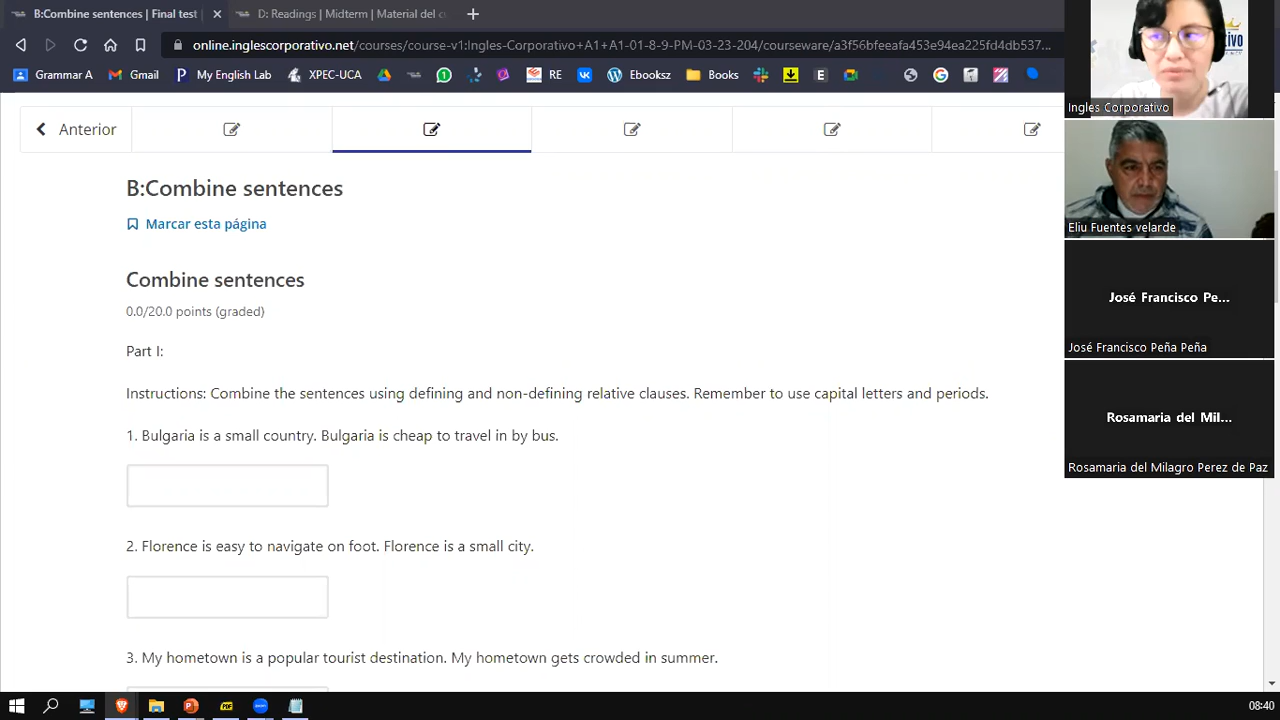 B:Combine sentences | Final test
D: Readings | Midterm | Material del c
online.inglescorporativo.net/courses/course-v1:Ingles-Corporativo+A1+A1-01-8-9-PM-03-23-204/courseware/a3f56bfeefa453e94ea225fd4db537...
Grammar A
Gmail
My English Lab
XPEC-UCA
RE
WordPress
Ebooksz
Books
Anterior
B:Combine sentences
Marcar esta página
Combine sentences
0.0/20.0 points (graded)
Part I:
Instructions: Combine the sentences using defining and non-defining relative clauses. Remember to use capital letters and periods.
1. Bulgaria is a small country. Bulgaria is cheap to travel in by bus.
2. Florence is easy to navigate on foot. Florence is a small city.
3. My hometown is a popular tourist destination. My hometown gets crowded in summer.
Ingles Corporativo
Eliu Fuentes velarde
José Francisco Pe...
José Francisco Peña Peña
Rosamaria del Mil...
Rosamaria del Milagro Perez de Paz
08:40